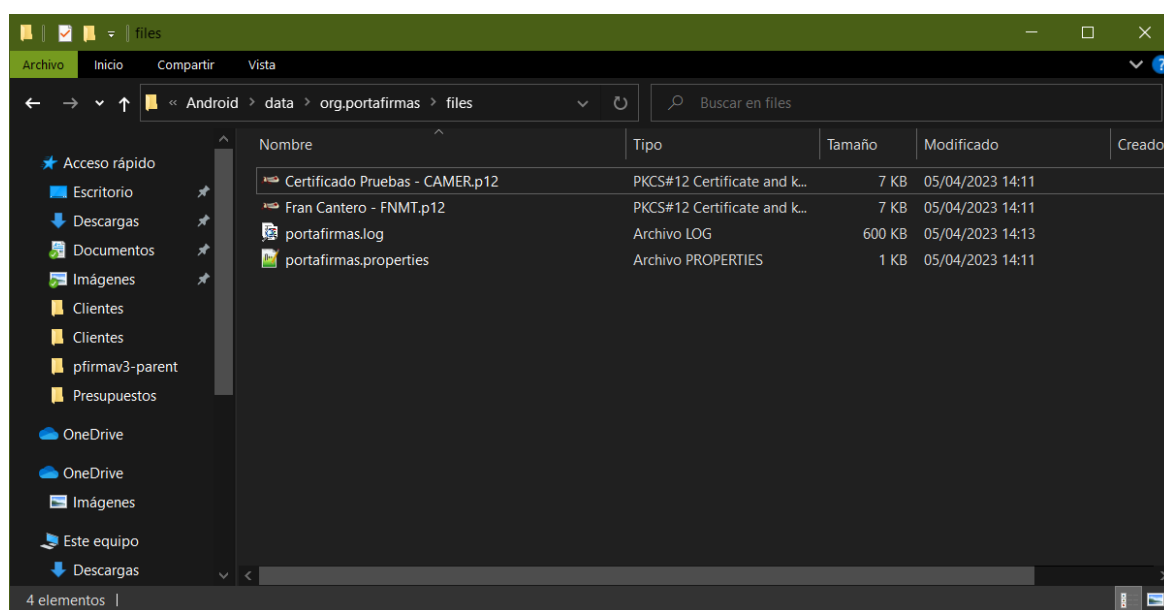 files
Archivo Inicio Compartir Vista
« Android > data > org.portafirmas > files Buscar en files
Nombre Tipo Tamaño Modificado Creado
Certificado Pruebas - CAMER.p12 PKCS#12 Certificate and k... 7 KB 05/04/2023 14:11
Fran Cantero - FNMT.p12 PKCS#12 Certificate and k... 7 KB 05/04/2023 14:11
portafirmas.log Archivo LOG 600 KB 05/04/2023 14:13
portafirmas.properties Archivo PROPERTIES 1 KB 05/04/2023 14:11
Acceso rápido
Escritorio
Descargas
Documentos
Imágenes
Clientes
Clientes
pfirmav3-parent
Presupuestos
OneDrive
OneDrive
Imágenes
Este equipo
Descargas
4 elementos